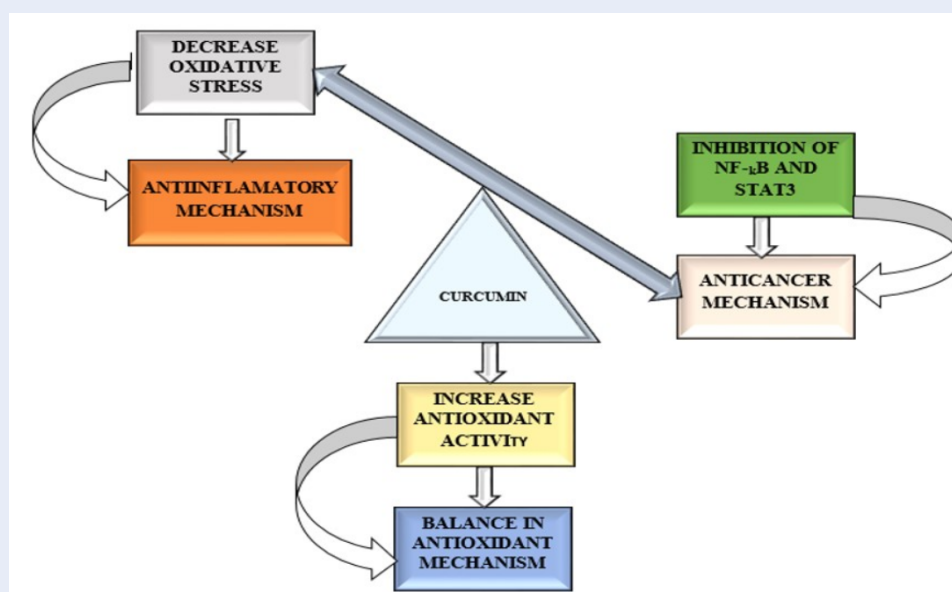 DECREASE
OXIDATIVE
STRESS
ANTIINFLAMATORY
MECHANISM
INHIBITION OF
NF-kB AND
STAT3
ANTICANCER
MECHANISM
CURCUMIN
INCREASE
ANTIOXIDANT
ACTIVITY
BALANCE IN
ANTIOXIDANT
MECHANISM